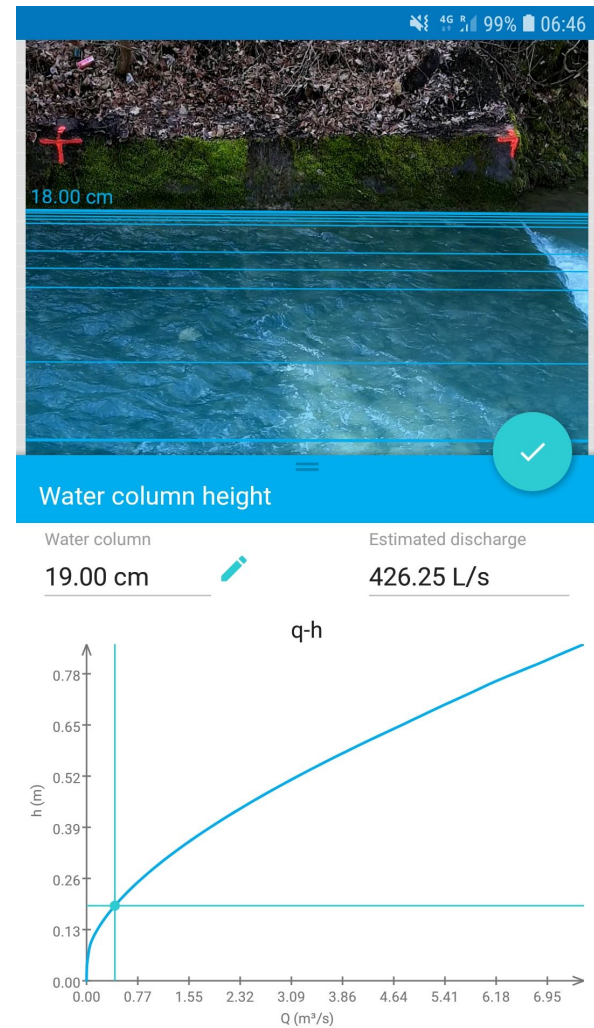 4G R 99% 06:46
18.00 cm
Water column height
Water column
Estimated discharge
19.00 cm
426.25 L/s
q-h
0.78
0.65
0.52
0.39
0.26
0.13
0.00
h (m)
0.00 0.77 1.55 2.32 3.09 3.86 4.64 5.41 6.18 6.95
Q (m³/s)